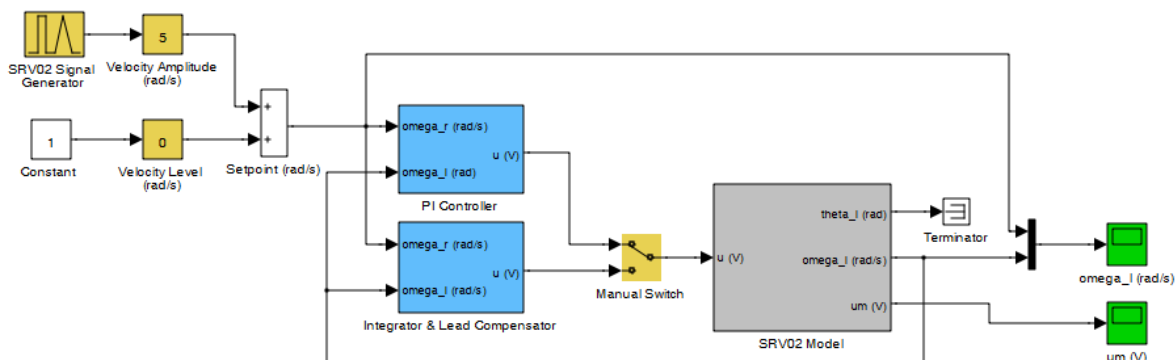 SRV02 Signal
Generator
5
Velocity Amplitude
(rad/s)
1
Constant
0
Velocity Level
(rad/s)
+
+
Setpoint (rad/s)
omega_r (rad/s)
omega_l (rad)
u (V)
PI Controller
omega_r (rad/s)
omega_l (rad/s)
u (V)
Integrator & Lead Compensator
Manual Switch
u (V)
theta_l (rad)
omega_l (rad/s)
um (V)
SRV02 Model
Terminator
omega_l (rad/s)
um (V)